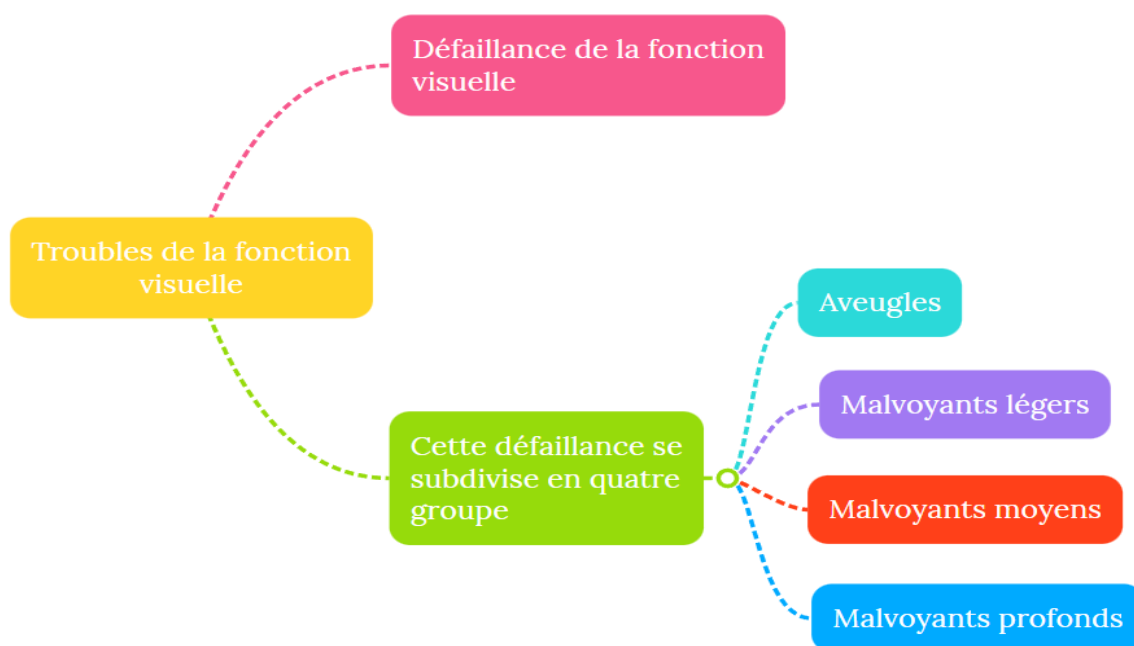 Défaillance de la fonction
visuelle
Troubles de la fonction
visuelle
Cette défaillance se
subdivise en quatre
groupe
Aveugles
Malvoyants légers
Malvoyants moyens
Malvoyants profonds